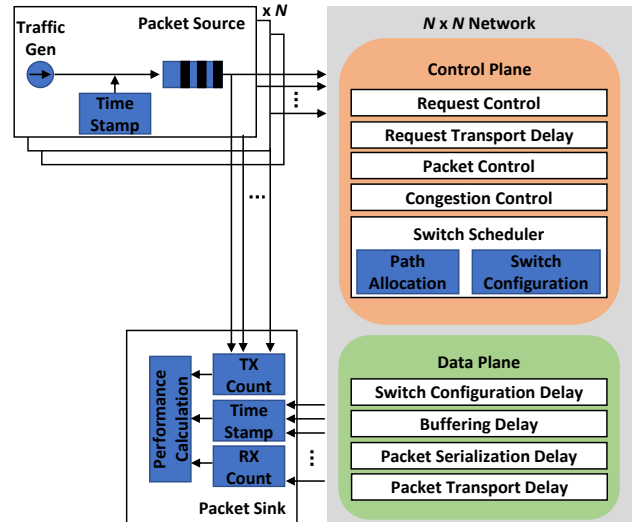 Traffic
Gen
Packet Source
x N
Time
Stamp
...
...
N x N Network
Control Plane
Request Control
Request Transport Delay
Packet Control
Congestion Control
Switch Scheduler
Path
Allocation
Switch
Configuration
Performance
Calculation
TX
Count
Time
Stamp
RX
Count
Packet Sink
...
Data Plane
Switch Configuration Delay
Buffering Delay
Packet Serialization Delay
Packet Transport Delay